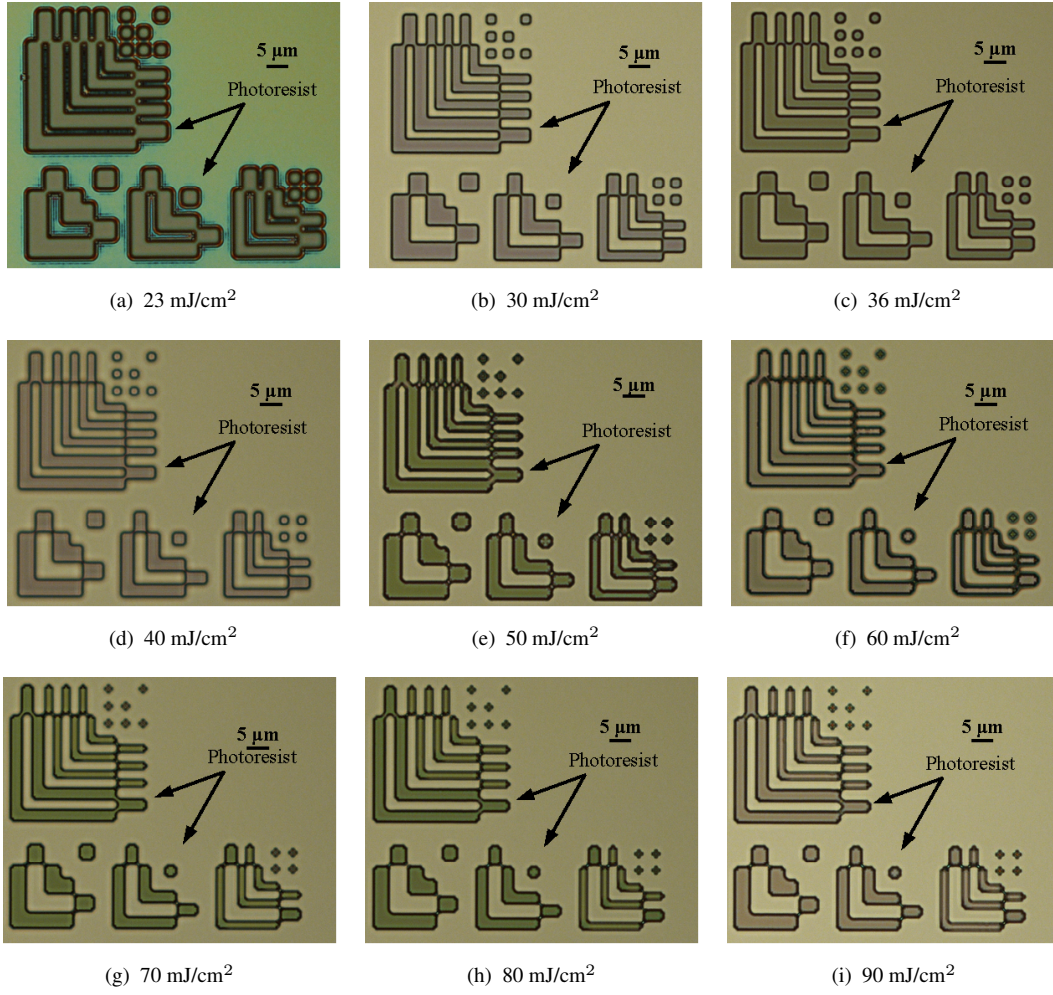 5 µm
Photoresist
5 µm
Photoresist
5 µm
Photoresist
(a) 23 mJ/cm²
(b) 30 mJ/cm²
(c) 36 mJ/cm²
5 µm
Photoresist
5 µm
Photoresist
5 µm
Photoresist
(d) 40 mJ/cm²
(e) 50 mJ/cm²
(f) 60 mJ/cm²
5 µm
Photoresist
5 µm
Photoresist
5 µm
Photoresist
(g) 70 mJ/cm²
(h) 80 mJ/cm²
(i) 90 mJ/cm²